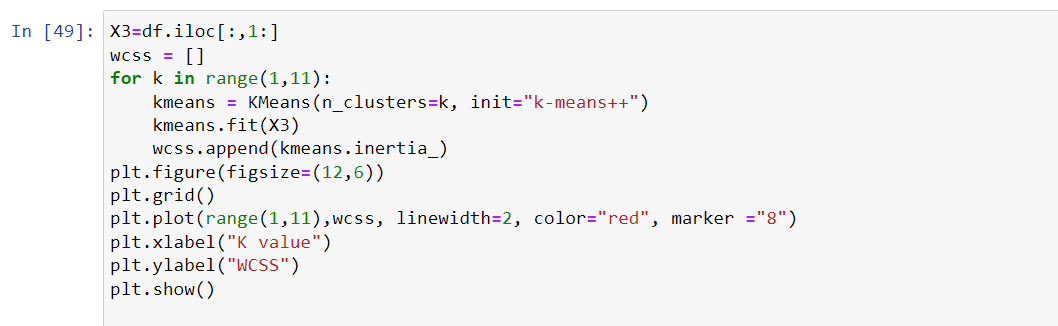 In [49]: X3=df.iloc[:,1:]
wcss = []
for k in range(1,11):
    kmeans = KMeans(n_clusters=k, init="k-means++")
    kmeans.fit(X3)
    wcss.append(kmeans.inertia_)
plt.figure(figsize=(12,6))
plt.grid()
plt.plot(range(1,11),wcss, linewidth=2, color="red", marker ="8")
plt.xlabel("K value")
plt.ylabel("WCSS")
plt.show()